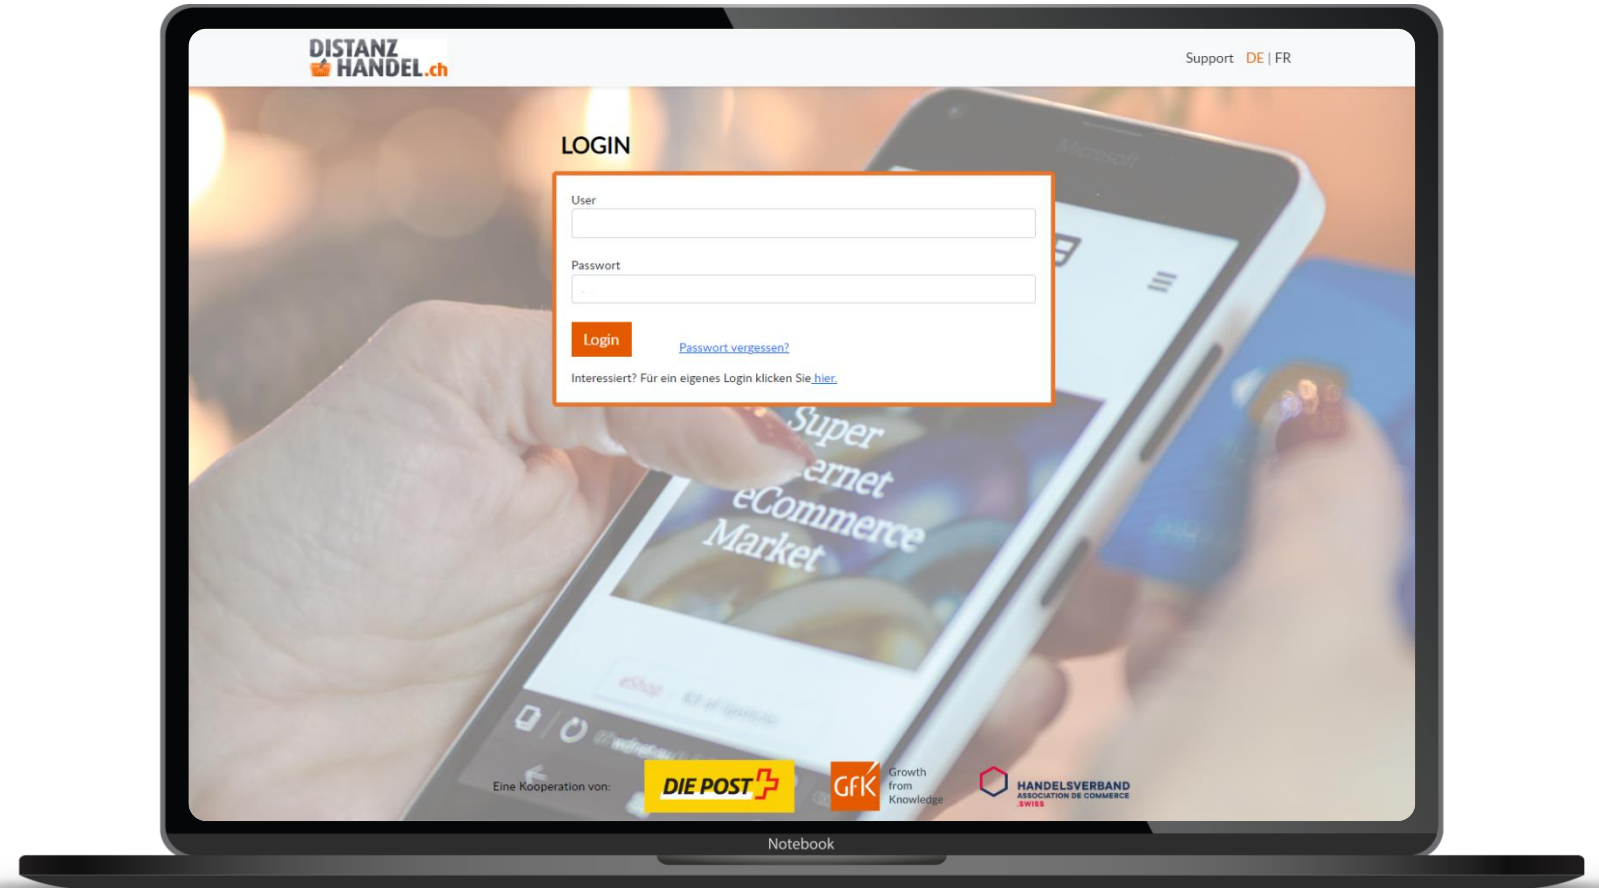 DISTANZ
HANDEL.ch
Support DE | FR
LOGIN
User
Passwort
Login
Passwort vergessen?
Interessiert? Für ein eigenes Login klicken Sie hier.
Microsoft
Super
ernet
eCommerce
Market
eShop
Eine Kooperation von:
DIE POST
GfK
Growth
from
Knowledge
HANDELSVERBAND
ASSOCIATION DE COMMERCE
.SWISS
Notebook